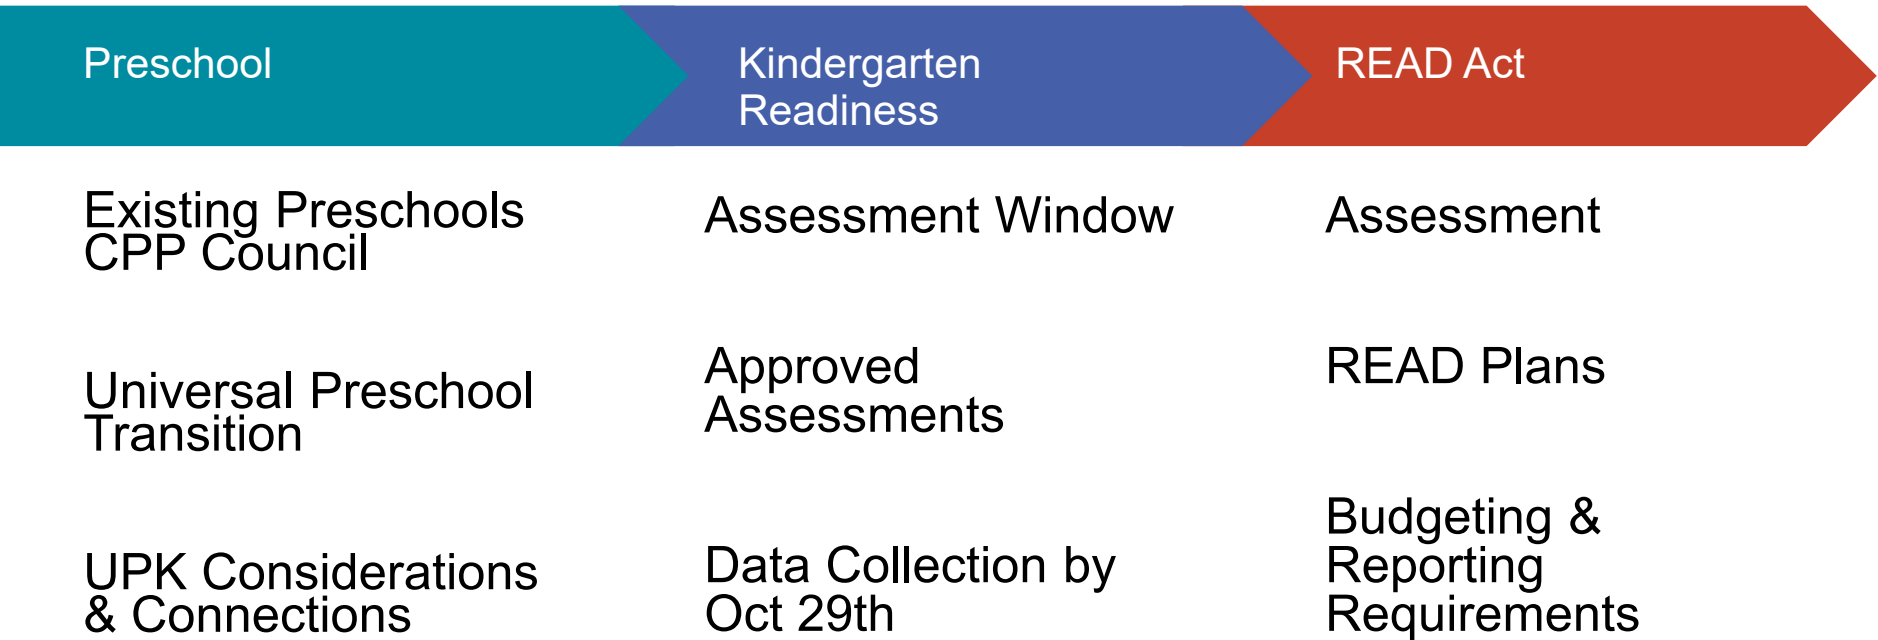 Preschool
Kindergarten
Readiness
READ Act
Existing Preschools
CPP Council
Universal Preschool
Transition
UPK Considerations
& Connections
Assessment Window
Approved
Assessments
Data Collection by
Oct 29th
Assessment
READ Plans
Budgeting &
Reporting
Requirements